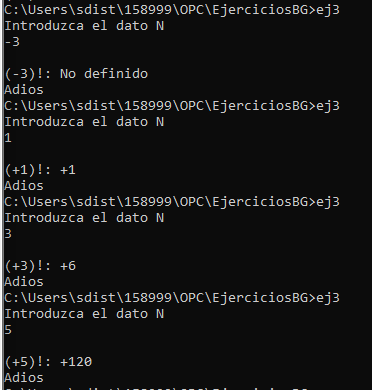 C:\Users\sdist\158999\OPC\EjerciciosBG>ej3
Introduzca el dato N
-3
(-3)!: No definido
Adios
C:\Users\sdist\158999\OPC\EjerciciosBG>ej3
Introduzca el dato N
1
(+1)!: +1
Adios
C:\Users\sdist\158999\OPC\EjerciciosBG>ej3
Introduzca el dato N
3
(+3)!: +6
Adios
C:\Users\sdist\158999\OPC\EjerciciosBG>ej3
Introduzca el dato N
5
(+5)!: +120
Adios